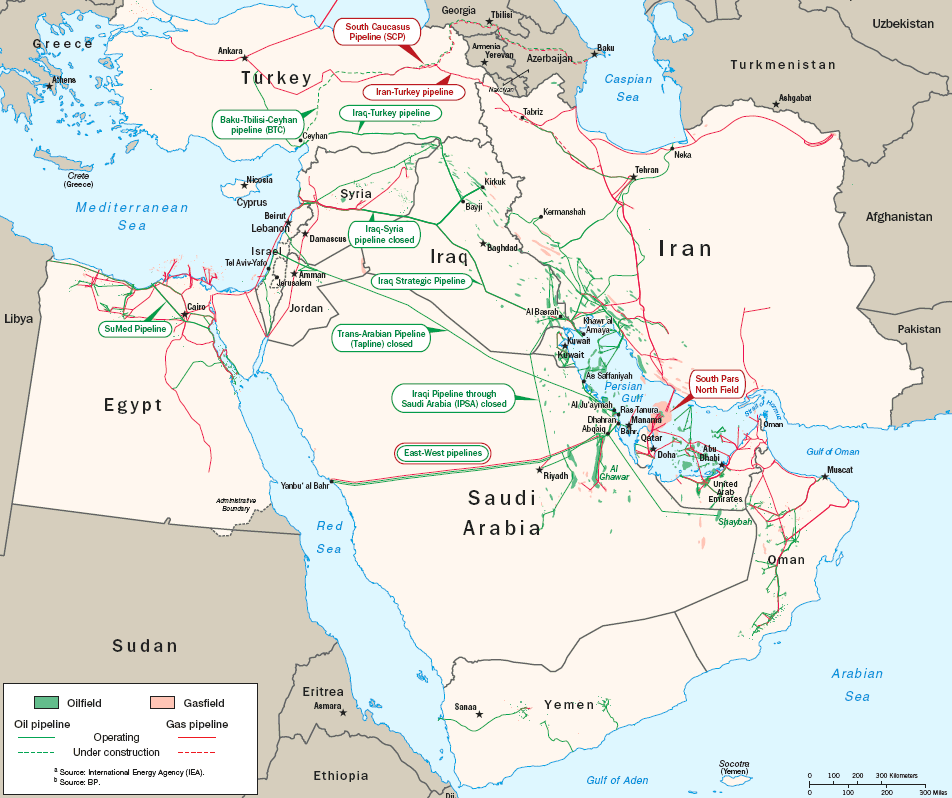 Georgia
Tbilisi
South Caucasus
Pipeline (SCP)
Uzbekistan
Greece
Ankara
Armenia
Yerevan
Azerbaijan
Baku
Turkmenistan
Athens
Turkey
Iran-Turkey pipeline
Caspian
Sea
Ashgabat
Baku-Tbilisi-Ceyhan
pipeline (BTC)
Iraq-Turkey pipeline
Tabriz
Ceyhan
Neka
Crete
(Greece)
Nicosia
Cyprus
Tehran
Syria
Kirkuk
Bayji
Mediterranean
Sea
Beirut
Lebanon
Kermanshah
Afghanistan
Iraq-Syria
pipeline closed
Damascus
Israel
Iraq
Baghdad
Iran
Tel Aviv-Yafo
Amman
Jerusalem
Iraq Strategic Pipeline
Libya
Cairo
Jordan
Al Basrah
Khawr al
Amaya
SuMed Pipeline
Trans-Arabian Pipeline
(Tapline) closed
Kuwait
Kuwait
Pakistan
As Saffaniyah
Persian
Gulf
South Pars
North Field
Iraqi Pipeline through
Saudi Arabia (IPSA) closed
Egypt
Al Ju'aymah
Ras Tanura
Strait of Hormuz
Dhahran
Manama
Abqaiq
Bahr.
Oman
Qatar
East-West pipelines
Doha
Abu
Dhabi
Gulf of Oman
Yanbu' al Bahr
Riyadh
Al
Ghawar
Muscat
United
Arab
Emirates
Saudi
Arabia
Administrative
Boundary
Shaybah
Red
Sea
Oman
Sudan
Arabian
Sea
Eritrea
Asmara
Sanaa
Yemen
Oilfield
Gasfield
Oil pipeline
Gas pipeline
Operating
Under construction
a Source: International Energy Agency (IEA).
b Source: BP.
Ethiopia
Socotra
(Yemen)
Gulf of Aden
Dji.
0 100 200 300 Kilometers
0 100 200 300 Miles